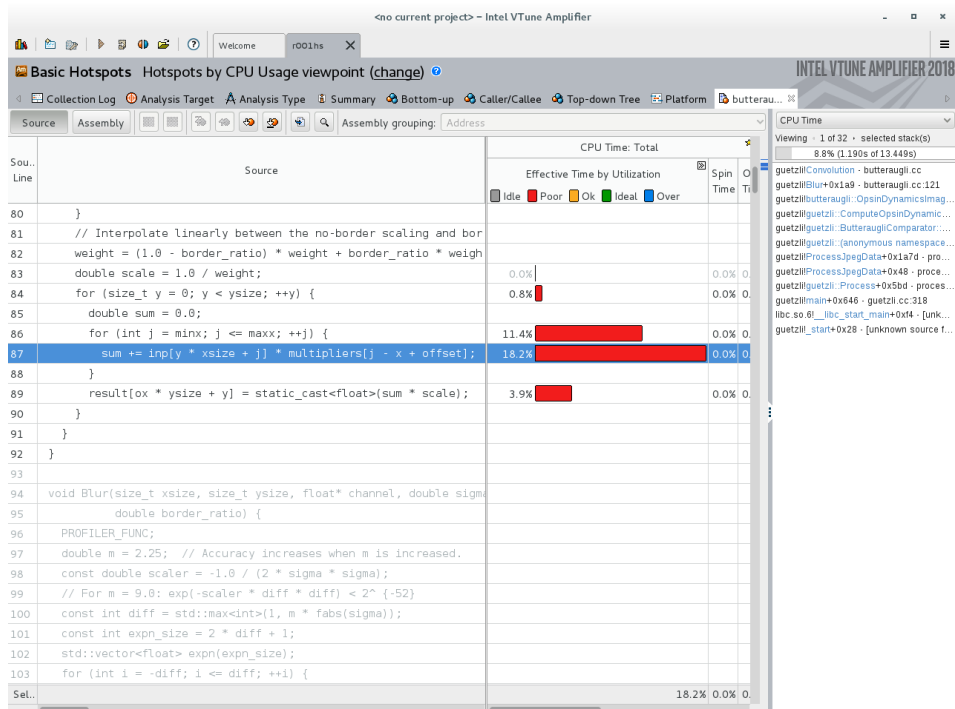 <no current project> - Intel VTune Amplifier
Welcome
r001hs
Basic Hotspots Hotspots by CPU Usage viewpoint (change)
INTEL VTUNE AMPLIFIER 2018
Collection Log Analysis Target Analysis Type Summary Bottom-up Caller/Callee Top-down Tree Platform butterau...
Source Assembly Assembly grouping: Address
CPU Time
Viewing 1 of 32 selected stack(s)
8.8% (1.190s of 13.449s)
guetzli!Convolution - butteraugli.cc
guetzli!Blur+0x1a9 - butteraugli.cc:121
guetzli!butteraugli::OpsinDynamicsImag...
guetzli!guetzli::ComputeOpsinDynamic...
guetzli!guetzli::ButteraugliComparator::...
guetzli!guetzli::(anonymous namespace...
guetzli!ProcessJpegData+0x1a7d - pro...
guetzli!ProcessJpegData+0x48 - proce...
guetzli!guetzli::Process+0x5bd - proces...
guetzli!main+0x646 - guetzli.cc:318
libc.so.6!__libc_start_main+0xf4 - [unk...
guetzli!_start+0x28 - [unknown source f...
Sou.. Line
Source
CPU Time: Total
Effective Time by Utilization
Idle Poor Ok Ideal Over
Spin Time
O Ti
80 }
81 // Interpolate linearly between the no-border scaling and bor
82 weight = (1.0 - border_ratio) * weight + border_ratio * weigh
83 double scale = 1.0 / weight; 0.0% 0.0% 0.
84 for (size_t y = 0; y < ysize; ++y) { 0.8% 0.0% 0.
85 double sum = 0.0;
86 for (int j = minx; j <= maxx; ++j) { 11.4% 0.0% 0.
87 sum += inp[y * xsize + j] * multipliers[j - x + offset]; 18.2% 0.0% 0.
88 }
89 result[ox * ysize + y] = static_cast<float>(sum * scale); 3.9% 0.0% 0.
90 }
91 }
92 }
93
94 void Blur(size_t xsize, size_t ysize, float* channel, double sigma
95 double border_ratio) {
96 PROFILER_FUNC;
97 double m = 2.25; // Accuracy increases when m is increased.
98 const double scaler = -1.0 / (2 * sigma * sigma);
99 // For m = 9.0: exp(-scaler * diff * diff) < 2^ {-52}
100 const int diff = std::max<int>(1, m * fabs(sigma));
101 const int expn_size = 2 * diff + 1;
102 std::vector<float> expn(expn_size);
103 for (int i = -diff; i <= diff; ++i) {
Sel.. 18.2% 0.0% 0.